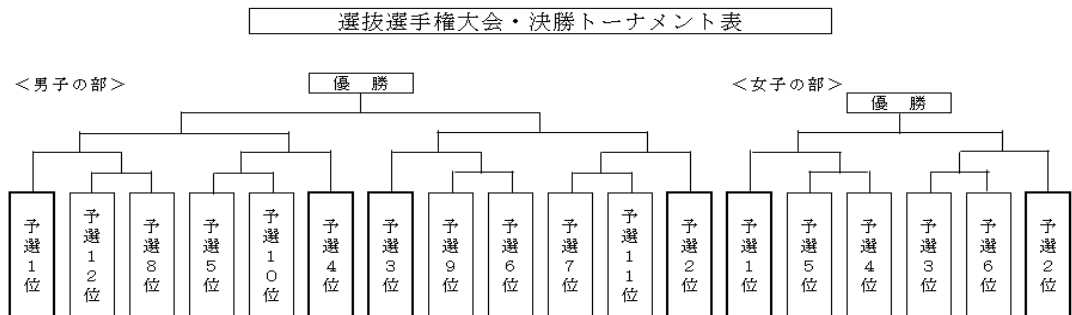 選抜選手権大会・決勝トーナメント表
＜男子の部＞
優　勝
＜女子の部＞
優　勝
予選１位
予選１２位
予選８位
予選５位
予選１０位
予選４位
予選３位
予選９位
予選６位
予選７位
予選１１位
予選２位
予選１位
予選５位
予選４位
予選３位
予選６位
予選２位